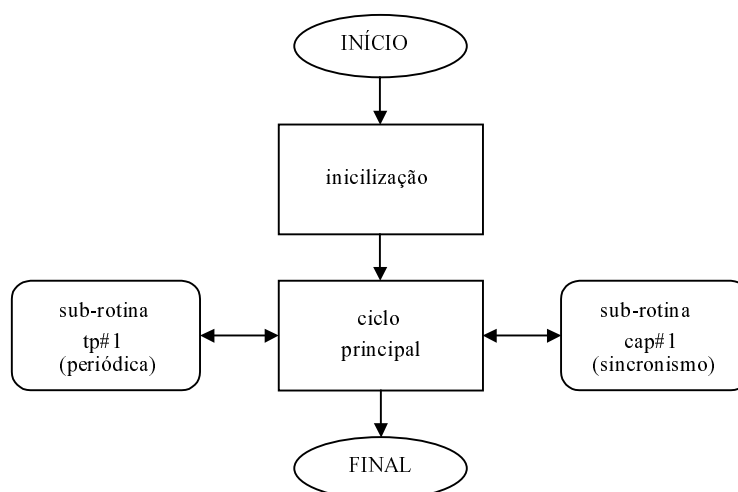 INÍCIO
inicilização
sub-rotina
tp#1
(periódica)
ciclo
principal
sub-rotina
cap#1
(sincronismo)
FINAL